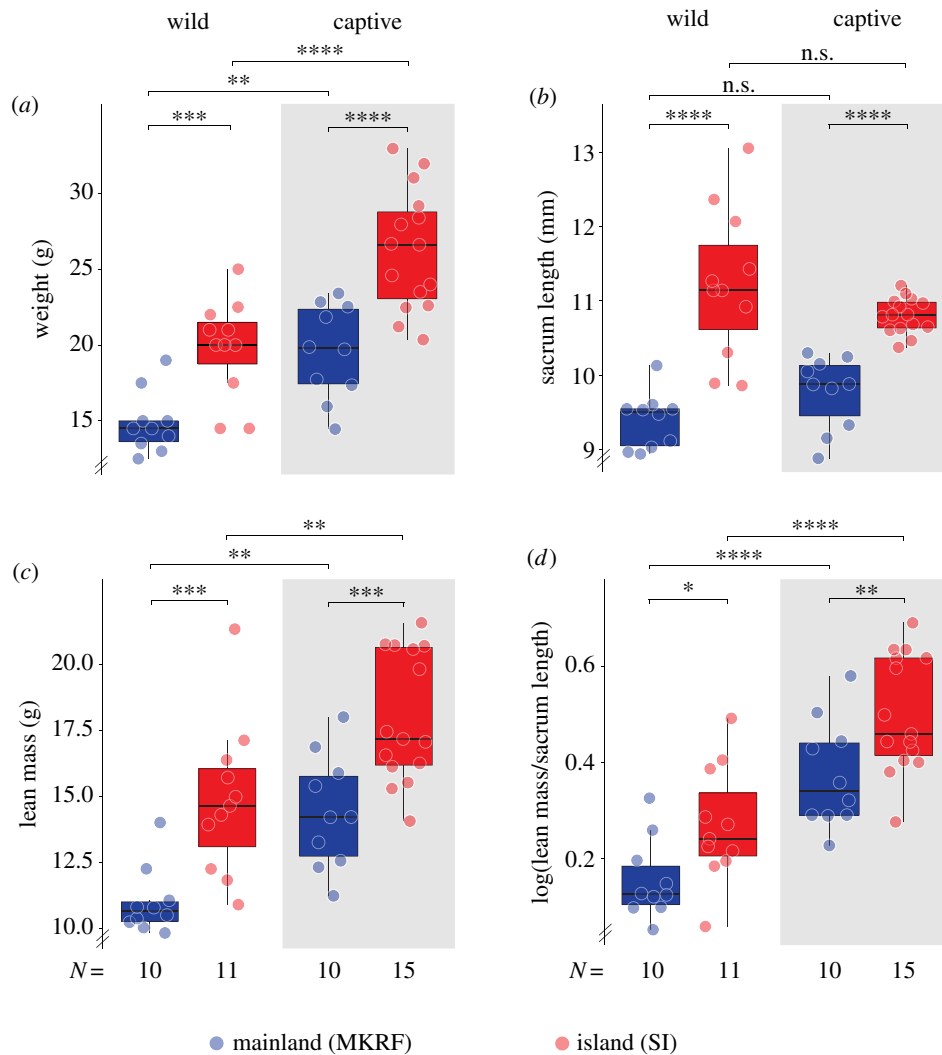 wild captive
****
**
(a)
*** ****
30
25
20
15
weight (g)
wild captive
n.s.
n.s.
(b)
**** ****
13
12
11
10
9
sacrum length (mm)
**
**
(c)
*** ***
20.0
17.5
15.0
12.5
10.0
lean mass (g)
N = 10 11 10 15
****
****
(d)
* **
0.6
0.4
0.2
log(lean mass/sacrum length)
10 11 10 15
mainland (MKRF) island (SI)